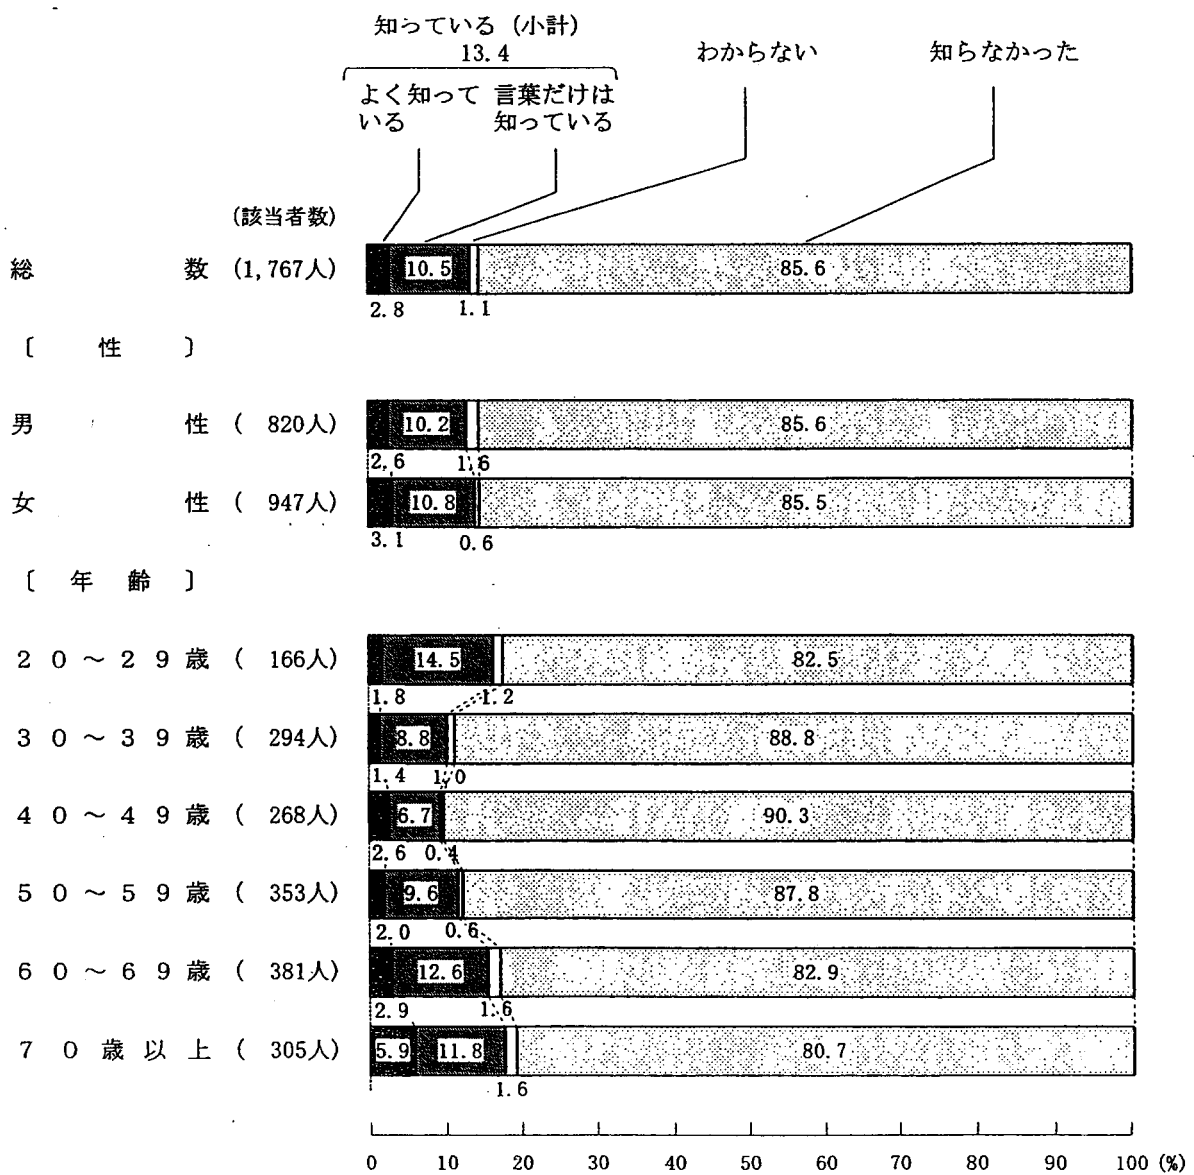 知っている（小計）
13.4
わからない
知らなかった
よく知って
いる
言葉だけは
知っている
(該当者数)
総数 (1,767人)
10.5
85.6
2.8
1.1
〔性〕
男性 ( 820人)
10.2
85.6
2.6
1.6
女性 ( 947人)
10.8
85.5
3.1
0.6
〔年齢〕
20～29歳 ( 166人)
14.5
82.5
1.8
1.2
30～39歳 ( 294人)
8.8
88.8
1.4
1.0
40～49歳 ( 268人)
6.7
90.3
2.6
0.4
50～59歳 ( 353人)
9.6
87.8
2.0
0.6
60～69歳 ( 381人)
12.6
82.9
2.9
1.6
70歳以上 ( 305人)
5.9
11.8
80.7
1.6
0 10 20 30 40 50 60 70 80 90 100 (%)